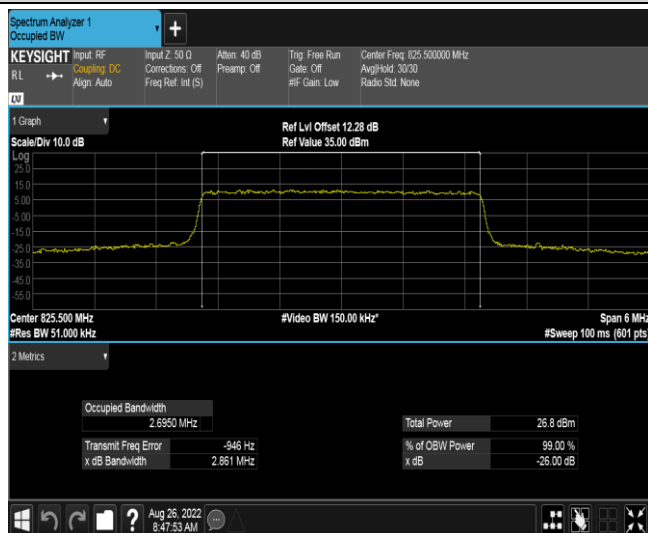 Spectrum Analyzer 1
Occupied BW
+
KEYSIGHT Input: RF Input Z: 50 Ω Atten: 40 dB Trig: Free Run Center Freq: 825.500000 MHz
RL Coupling: DC Corrections: Off Preamp: Off Gate: Off Avg|Hold: 30/30
Align: Auto Freq Ref: Int (S) #IF Gain: Low Radio Std: None
LXI
1 Graph
Ref Lvl Offset 12.28 dB
Scale/Div 10.0 dB Ref Value 35.00 dBm
Log
25.0
15.0
5.00
-5.00
-15.0
-25.0
-35.0
-45.0
-55.0
Center 825.500 MHz #Video BW 150.00 kHz* Span 6 MHz
#Res BW 51.000 kHz #Sweep 100 ms (601 pts)
2 Metrics
Occupied Bandwidth
2.6950 MHz Total Power 26.8 dBm
Transmit Freq Error -946 Hz % of OBW Power 99.00 %
x dB Bandwidth 2.861 MHz x dB -26.00 dB
? Aug 26, 2022
8:47:53 AM